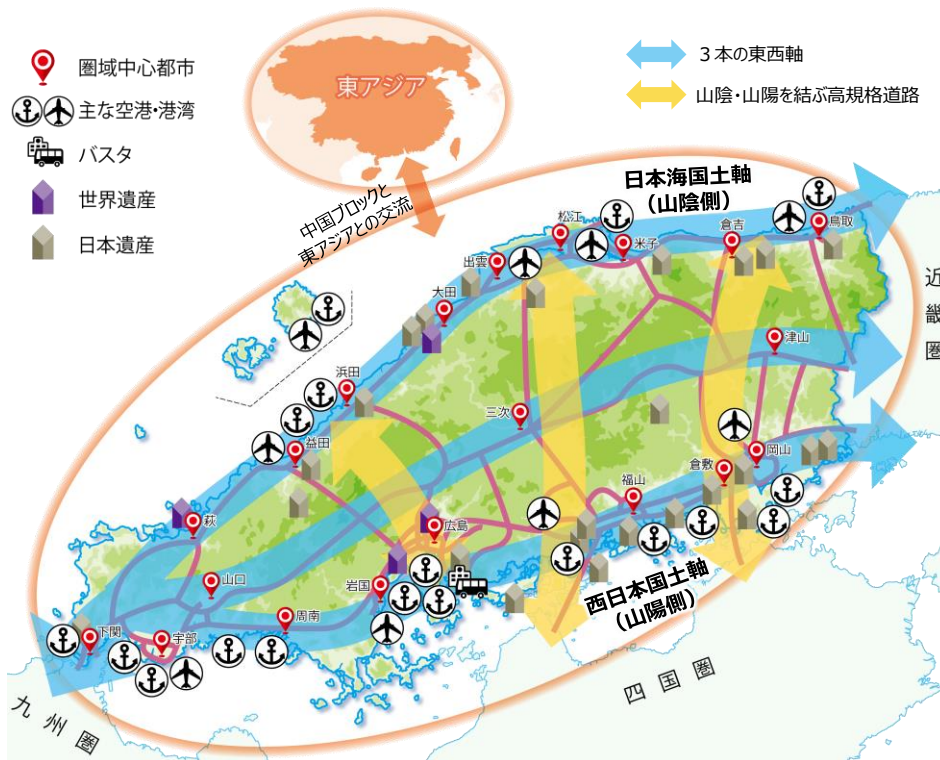 圏域中心都市
主な空港・港湾
バスタ
世界遺産
日本遺産
東アジア
3本の東西軸
山陰・山陽を結ぶ高規格道路
中国ブロックと
東アジアとの交流
日本海国土軸
(山陰側)
松江
米子
倉吉
鳥取
出雲
大田
近
畿
圏
津山
浜田
三次
益田
岡山
倉敷
福山
萩
広島
山口
岩国
西日本国土軸
(山陽側)
周南
下関
宇部
四国圏
九州圏